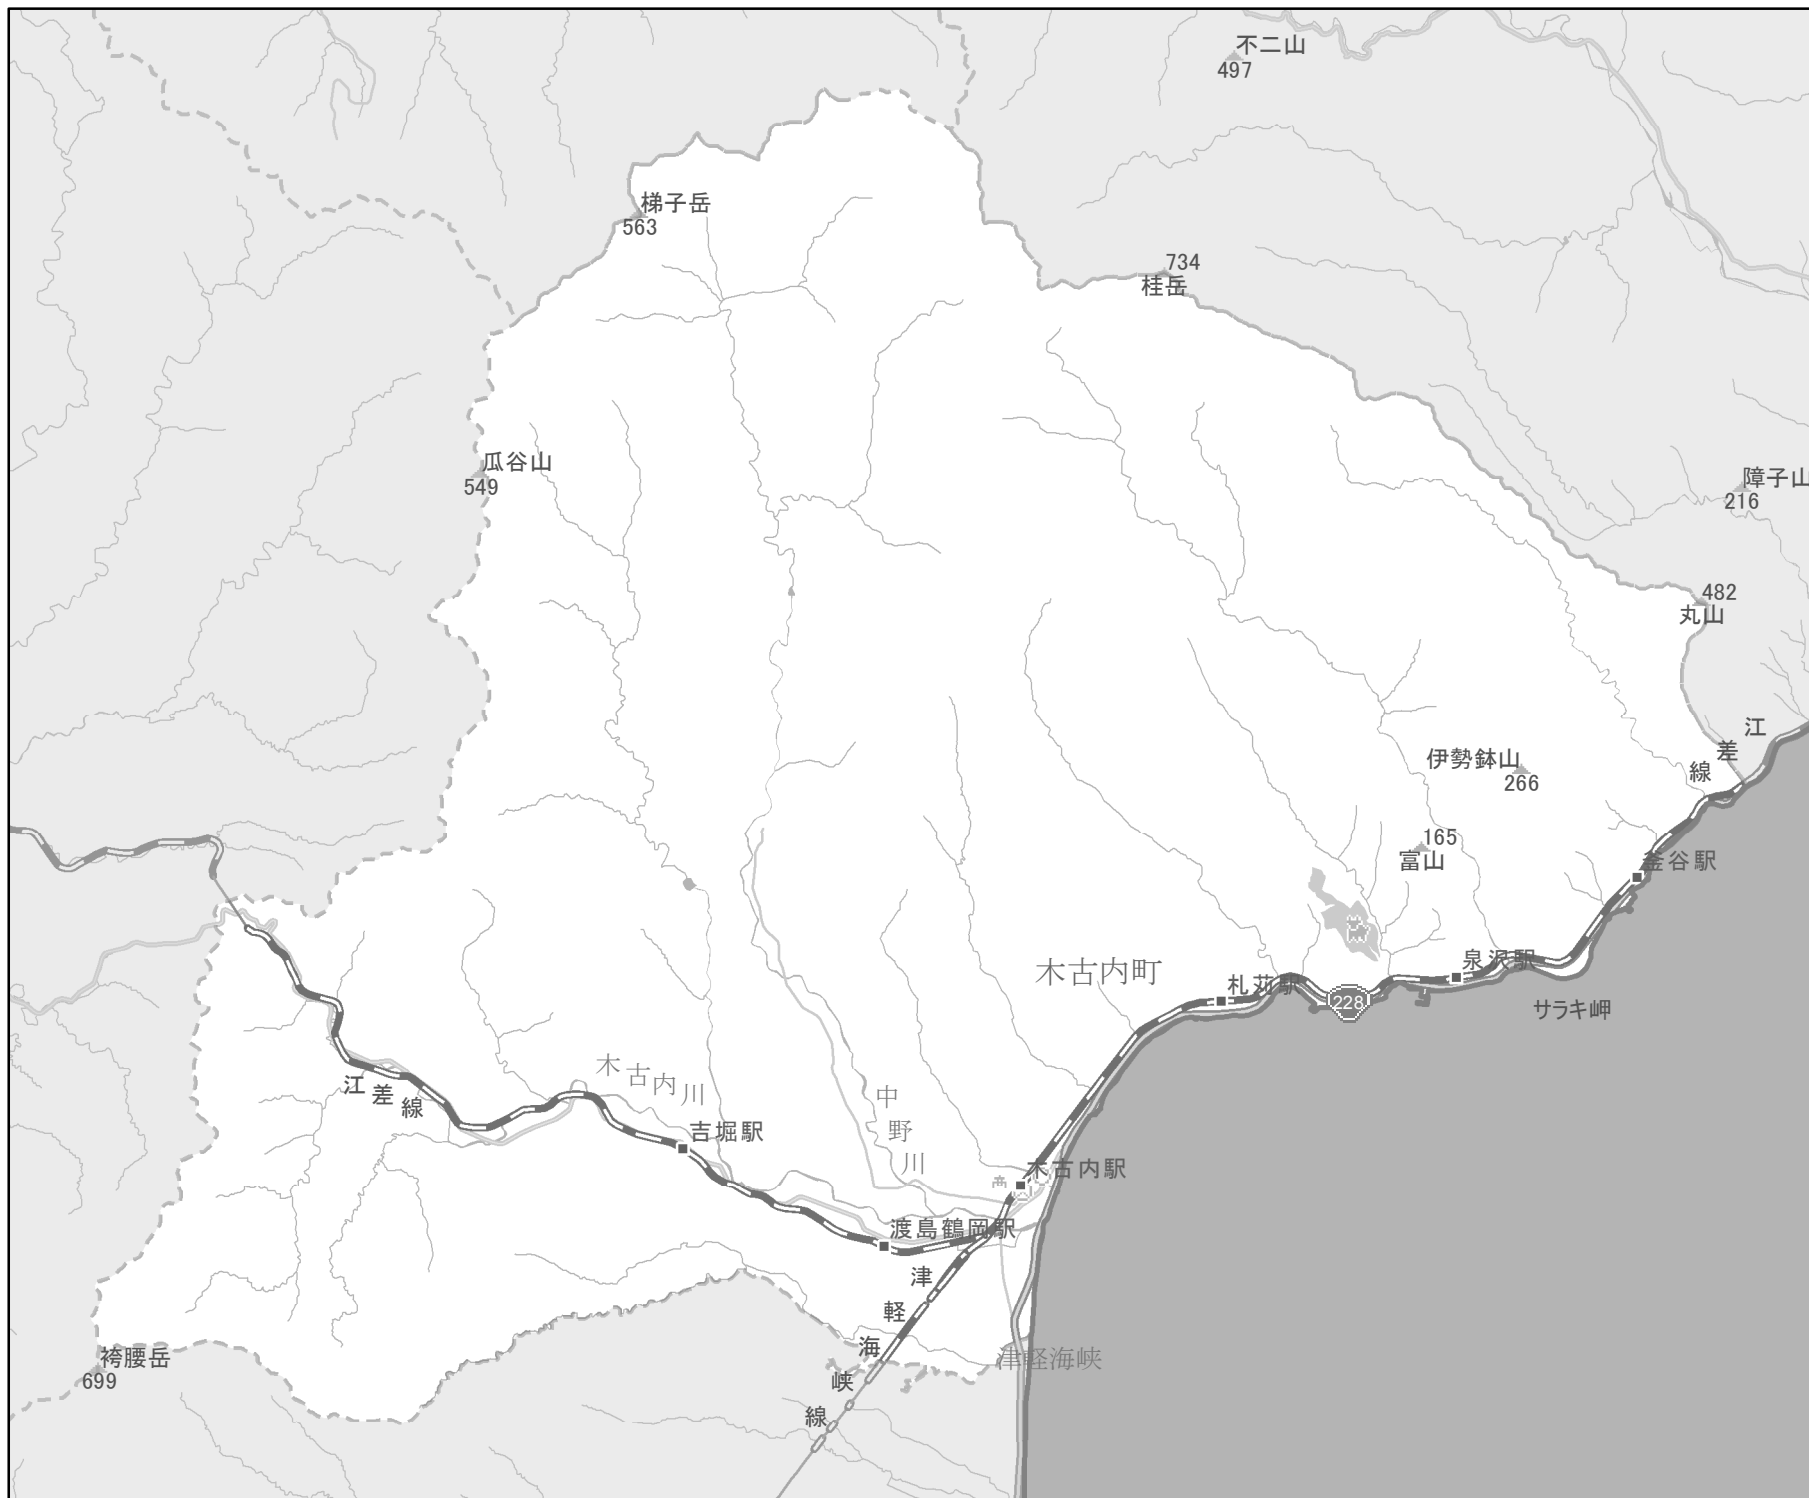 不二山
497
梯子岳
563
734
桂岳
瓜谷山
549
障子山
216
482
丸山
江差線
伊勢鉢山
266
165
富山
釜谷駅
木古内町
札苅駅
泉沢駅
228
サラキ岬
江差線
木古内川
中野川
吉堀駅
木古内駅
渡島鶴岡駅
津軽海峡線
津軽海峡
袴腰岳
699